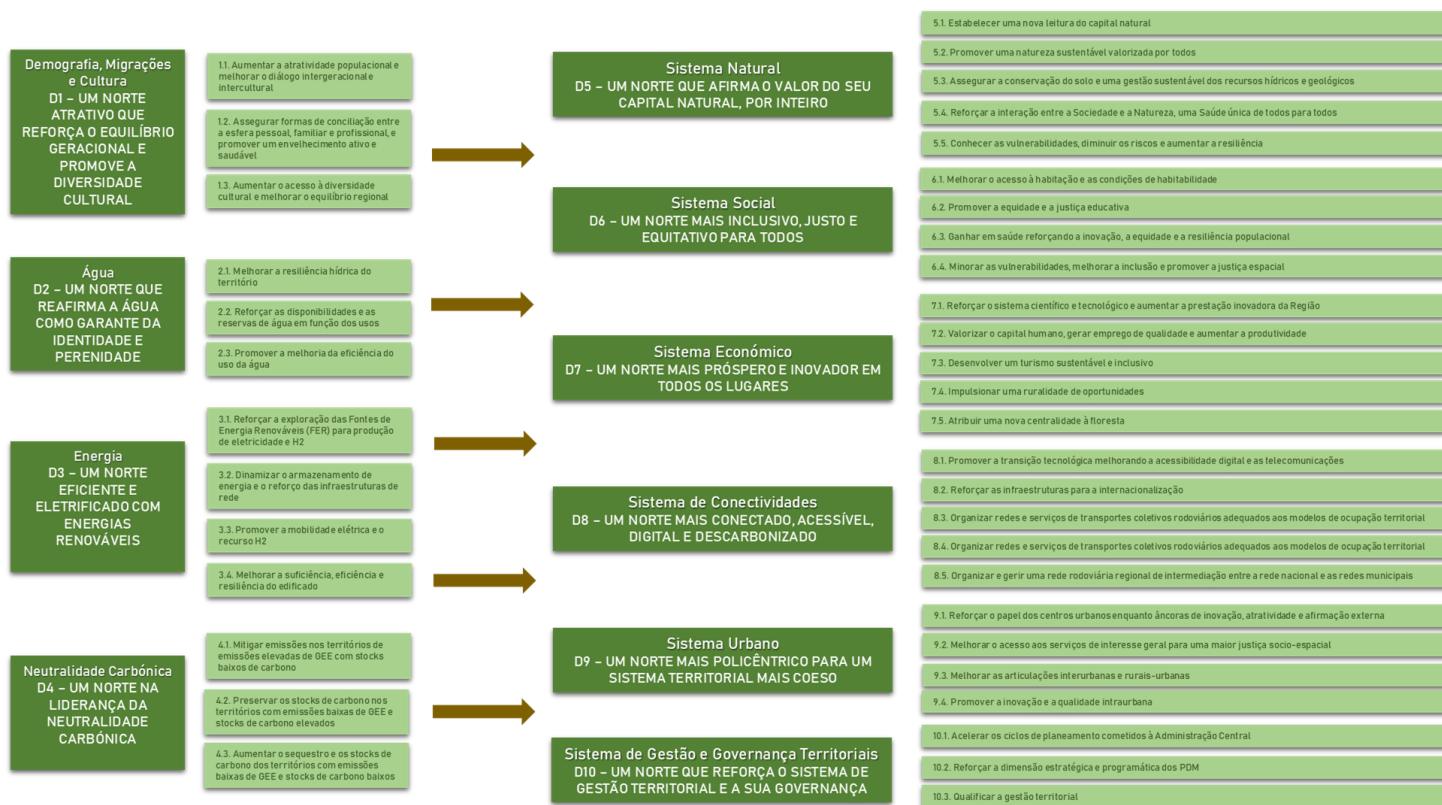 Demografia, Migrações
e Cultura
D1 – UM NORTE
ATRATIVO QUE
REFORÇA O EQUILÍBRIO
GERACIONAL E
PROMOVE A
DIVERSIDADE
CULTURAL
1.1. Aumentar a atratividade populacional e
melhorar o diálogo intergeracional e
intercultural
1.2. Assegurar formas de conciliação entre
a esfera pessoal, familiar e profissional, e
promover um envelhecimento ativo e
saudável
1.3. Aumentar o acesso à diversidade
cultural e melhorar o equilíbrio regional
Água
D2 – UM NORTE QUE
REAFIRMA A ÁGUA
COMO GARANTE DA
IDENTIDADE E
PERENIDADE
2.1. Melhorar a resiliência hídrica do
território
2.2. Reforçar as disponibilidades e as
reservas de água em função dos usos
2.3. Promover a melhoria da eficiência do
uso da água
Energia
D3 – UM NORTE
EFICIENTE E
ELETRIFICADO COM
ENERGIAS
RENOVÁVEIS
3.1. Reforçar a exploração das Fontes de
Energia Renováveis (FER) para produção
de eletricidade e H2
3.2. Dinamizar o armazenamento de
energia e o reforço das infraestruturas de
rede
3.3. Promover a mobilidade elétrica e o
recurso H2
3.4. Melhorar a suficiência, eficiência e
resiliência do edificado
Neutralidade Carbónica
D4 – UM NORTE NA
LIDERANÇA DA
NEUTRALIDADE
CARBÓNICA
4.1. Mitigar emissões nos territórios de
emissões elevadas de GEE com stocks
baixos de carbono
4.2. Preservar os stocks de carbono nos
territórios com emissões baixas de GEE e
stocks de carbono elevados
4.3. Aumentar o sequestro e os stocks de
carbono dos territórios com emissões
baixas de GEE e stocks de carbono baixos
Sistema Natural
D5 – UM NORTE QUE AFIRMA O VALOR DO SEU
CAPITAL NATURAL, POR INTEIRO
5.1. Estabelecer uma nova leitura do capital natural
5.2. Promover uma natureza sustentável valorizada por todos
5.3. Assegurar a conservação do solo e uma gestão sustentável dos recursos hídricos e geológicos
5.4. Reforçar a interação entre a Sociedade e a Natureza, uma Saúde única de todos para todos
5.5. Conhecer as vulnerabilidades, diminuir os riscos e aumentar a resiliência
Sistema Social
D6 – UM NORTE MAIS INCLUSIVO, JUSTO E
EQUITATIVO PARA TODOS
6.1. Melhorar o acesso à habitação e as condições de habitabilidade
6.2. Promover a equidade e a justiça educativa
6.3. Ganhar em saúde reforçando a inovação, a equidade e a resiliência populacional
6.4. Minorar as vulnerabilidades, melhorar a inclusão e promover a justiça espacial
Sistema Económico
D7 – UM NORTE MAIS PRÓSPERO E INOVADOR EM
TODOS OS LUGARES
7.1. Reforçar o sistema científico e tecnológico e aumentar a prestação inovadora da Região
7.2. Valorizar o capital humano, gerar emprego de qualidade e aumentar a produtividade
7.3. Desenvolver um turismo sustentável e inclusivo
7.4. Impulsionar uma ruralidade de oportunidades
7.5. Atribuir uma nova centralidade à floresta
Sistema de Conectividades
D8 – UM NORTE MAIS CONECTADO, ACESSÍVEL,
DIGITAL E DESCARBONIZADO
8.1. Promover a transição tecnológica melhorando a acessibilidade digital e as telecomunicações
8.2. Reforçar as infraestruturas para a internacionalização
8.3. Organizar redes e serviços de transportes coletivos rodoviários adequados aos modelos de ocupação territorial
8.4. Organizar redes e serviços de transportes coletivos rodoviários adequados aos modelos de ocupação territorial
8.5. Organizar e gerir uma rede rodoviária regional de intermediação entre a rede nacional e as redes municipais
Sistema Urbano
D9 – UM NORTE MAIS POLICÊNTRICO PARA UM
SISTEMA TERRITORIAL MAIS COESO
9.1. Reforçar o papel dos centros urbanos enquanto âncoras de inovação, atratividade e afirmação externa
9.2. Melhorar o acesso aos serviços de interesse geral para uma maior justiça socio-espacial
9.3. Melhorar as articulações interurbanas e rurais-urbanas
9.4. Promover a inovação e a qualidade intraurbana
Sistema de Gestão e Governança Territoriais
D10 – UM NORTE QUE REFORÇA O SISTEMA DE
GESTÃO TERRITORIAL E A SUA GOVERNANÇA
10.1. Acelerar os ciclos de planeamento cometidos à Administração Central
10.2. Reforçar a dimensão estratégica e programática dos PDM
10.3. Qualificar a gestão territorial